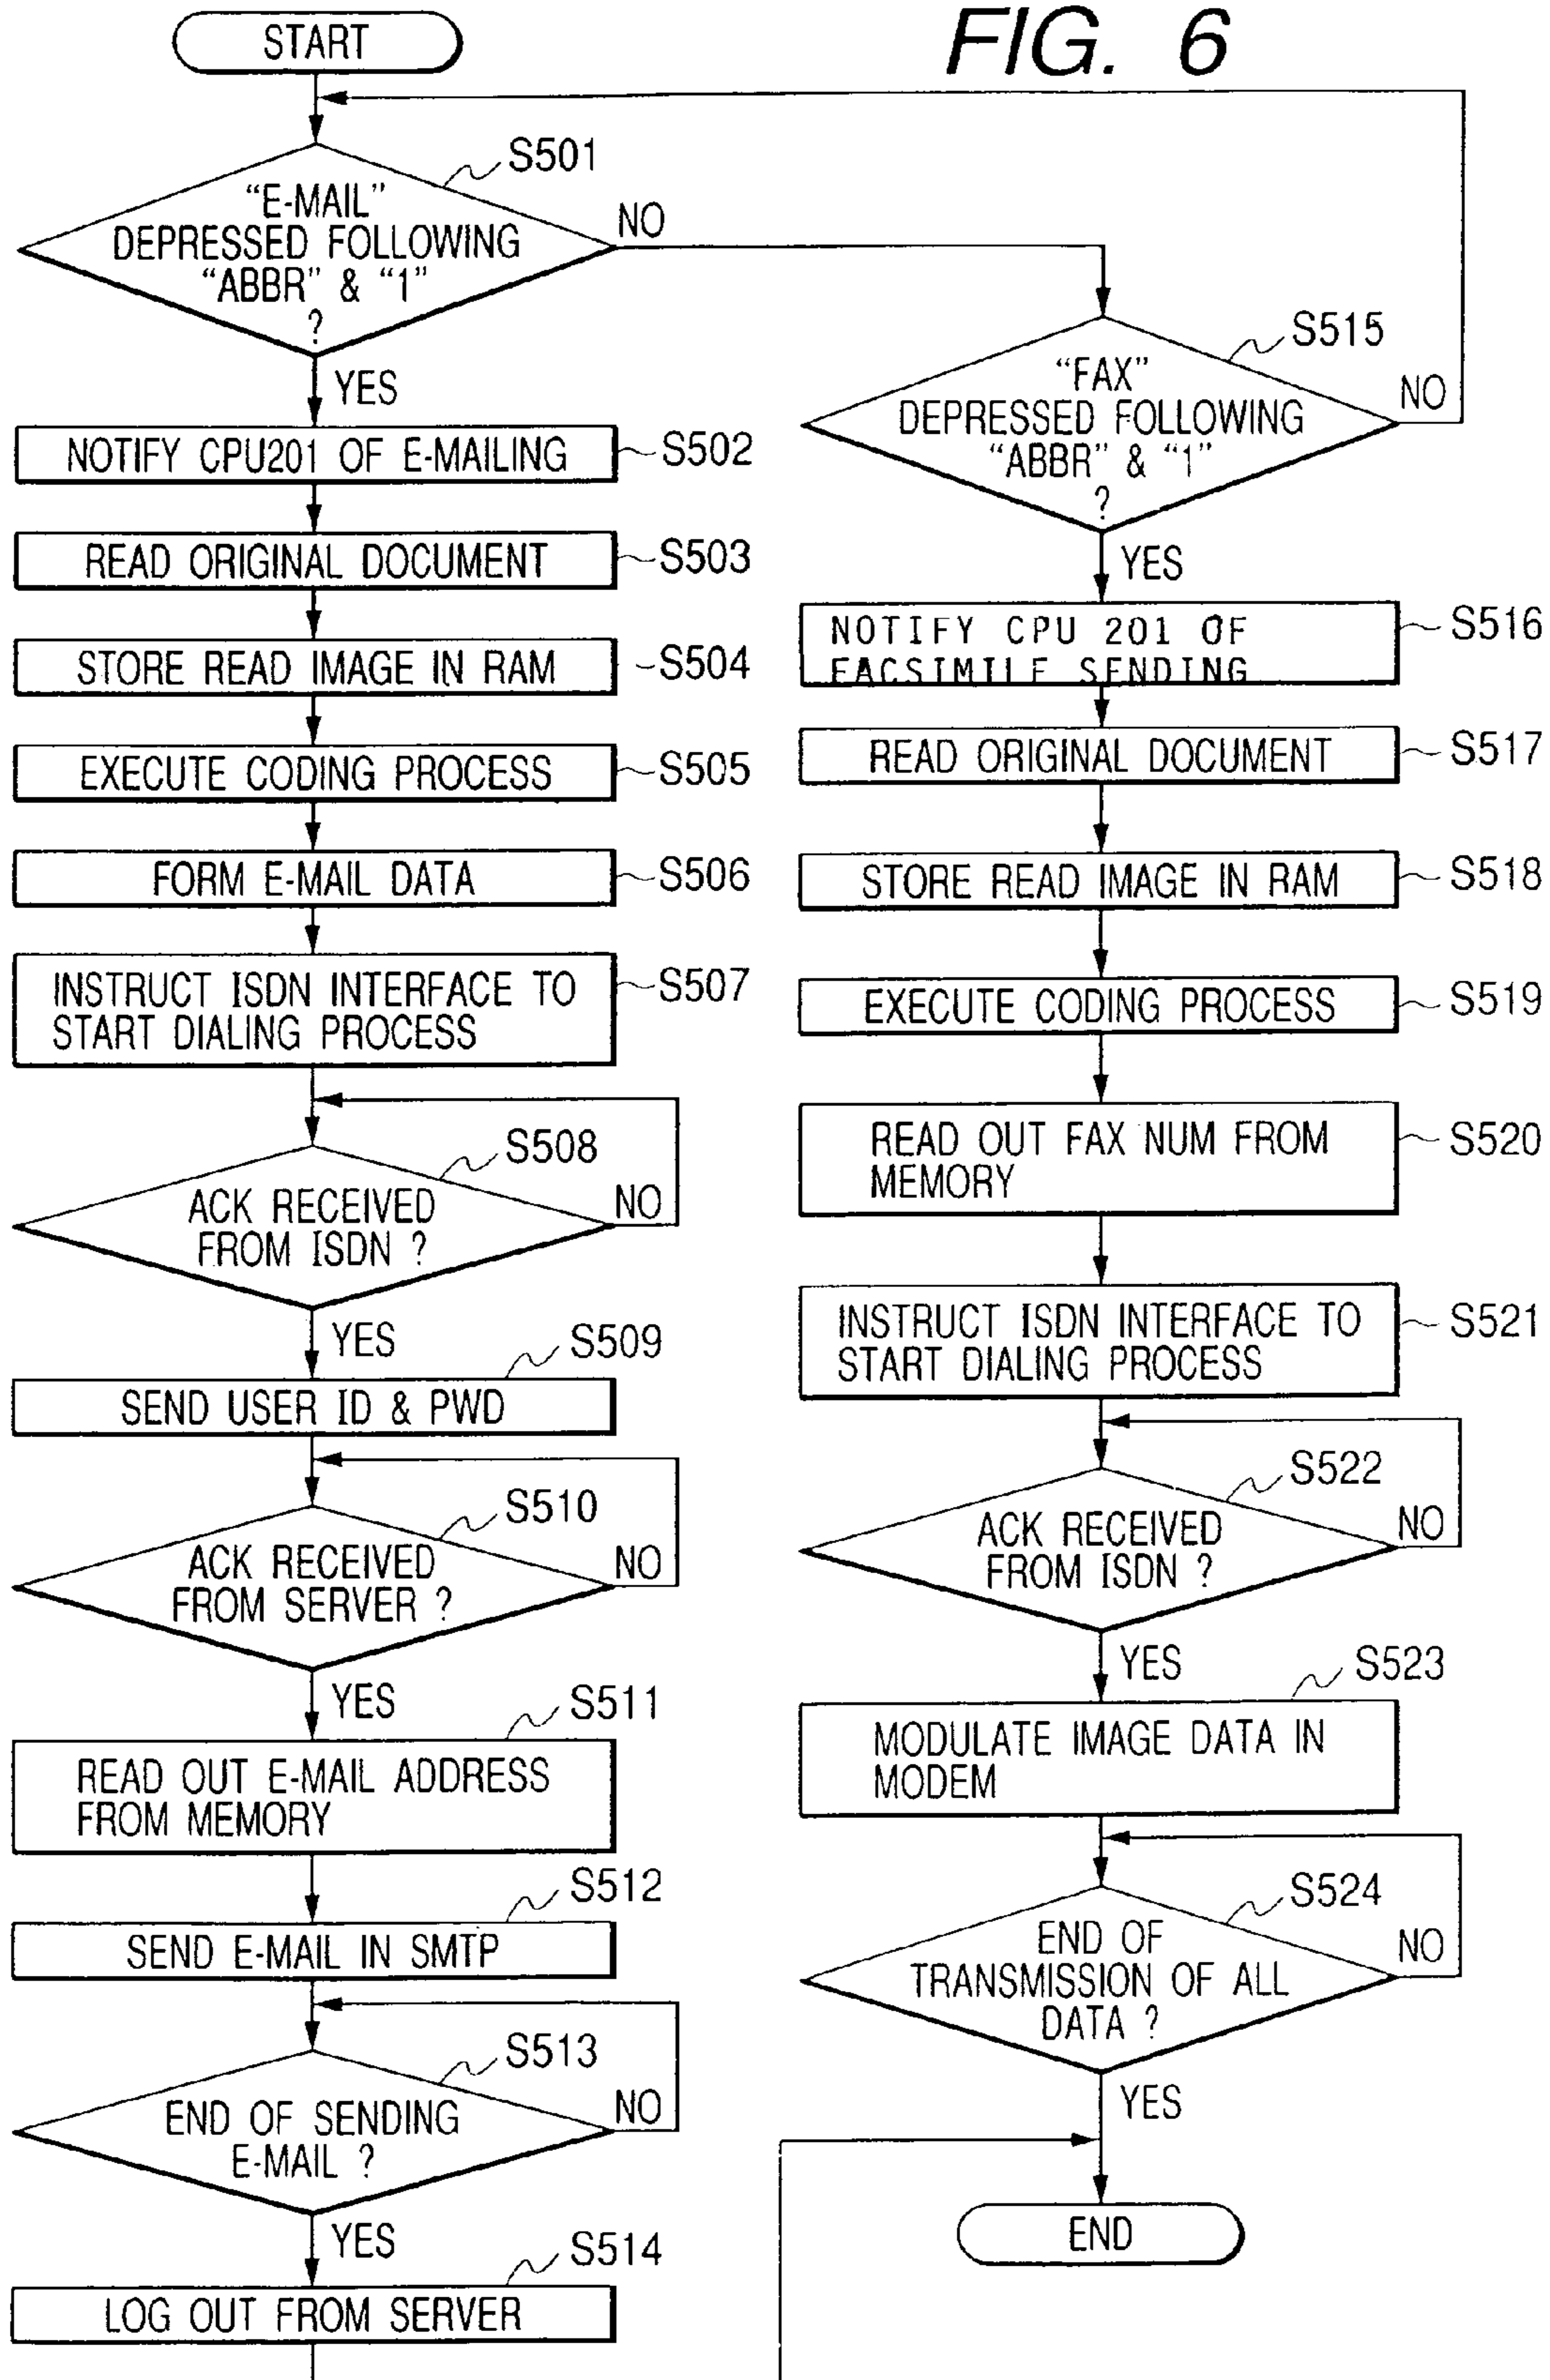 FIG. 6
START
S501
"E-MAIL"
DEPRESSED FOLLOWING
"ABBR" & "1"
?
NO
YES
NOTIFY CPU201 OF E-MAILING
S502
READ ORIGINAL DOCUMENT
S503
STORE READ IMAGE IN RAM
S504
EXECUTE CODING PROCESS
S505
FORM E-MAIL DATA
S506
INSTRUCT ISDN INTERFACE TO
START DIALING PROCESS
S507
S508
ACK RECEIVED
FROM ISDN ?
NO
YES
S509
SEND USER ID & PWD
S510
ACK RECEIVED
FROM SERVER ?
NO
YES
S511
READ OUT E-MAIL ADDRESS
FROM MEMORY
S512
SEND E-MAIL IN SMTP
S513
END OF SENDING
E-MAIL ?
NO
YES
S514
LOG OUT FROM SERVER
S515
"FAX"
DEPRESSED FOLLOWING
"ABBR" & "1"
?
NO
YES
NOTIFY CPU 201 OF
FACSIMILE SENDING
S516
READ ORIGINAL DOCUMENT
S517
STORE READ IMAGE IN RAM
S518
EXECUTE CODING PROCESS
S519
READ OUT FAX NUM FROM
MEMORY
S520
INSTRUCT ISDN INTERFACE TO
START DIALING PROCESS
S521
S522
ACK RECEIVED
FROM ISDN ?
NO
YES
S523
MODULATE IMAGE DATA IN
MODEM
S524
END OF
TRANSMISSION OF ALL
DATA ?
NO
YES
END